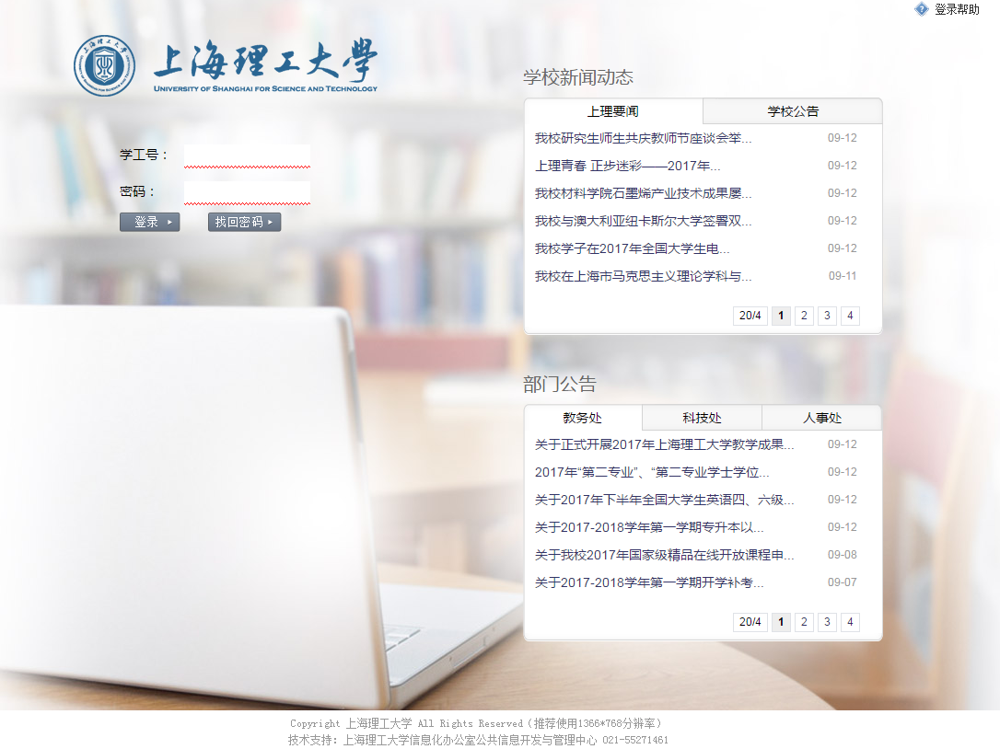 登录帮助
上海理工大学
UNIVERSITY OF SHANGHAI FOR SCIENCE AND TECHNOLOGY
学工号：
密码：
登录
找回密码
学校新闻动态
上理要闻 学校公告
我校研究生师生共庆教师节座谈会举... 09-12
上理青春 正步迷彩——2017年... 09-12
我校材料学院石墨烯产业技术成果屡... 09-12
我校与澳大利亚纽卡斯尔大学签署双... 09-12
我校学子在2017年全国大学生电... 09-12
我校在上海市马克思主义理论学科与... 09-11
20/4 1 2 3 4
部门公告
教务处 科技处 人事处
关于正式开展2017年上海理工大学教学成果... 09-12
2017年“第二专业”、“第二专业学士学位... 09-12
关于2017年下半年全国大学生英语四、六级... 09-12
关于2017-2018学年第一学期专升本以... 09-12
关于我校2017年国家级精品在线开放课程申... 09-08
关于2017-2018学年第一学期开学补考... 09-07
20/4 1 2 3 4
Copyright 上海理工大学 All Rights Reserved（推荐使用1366*768分辨率）
技术支持：上海理工大学信息化办公室公共信息开发与管理中心 021-55271461